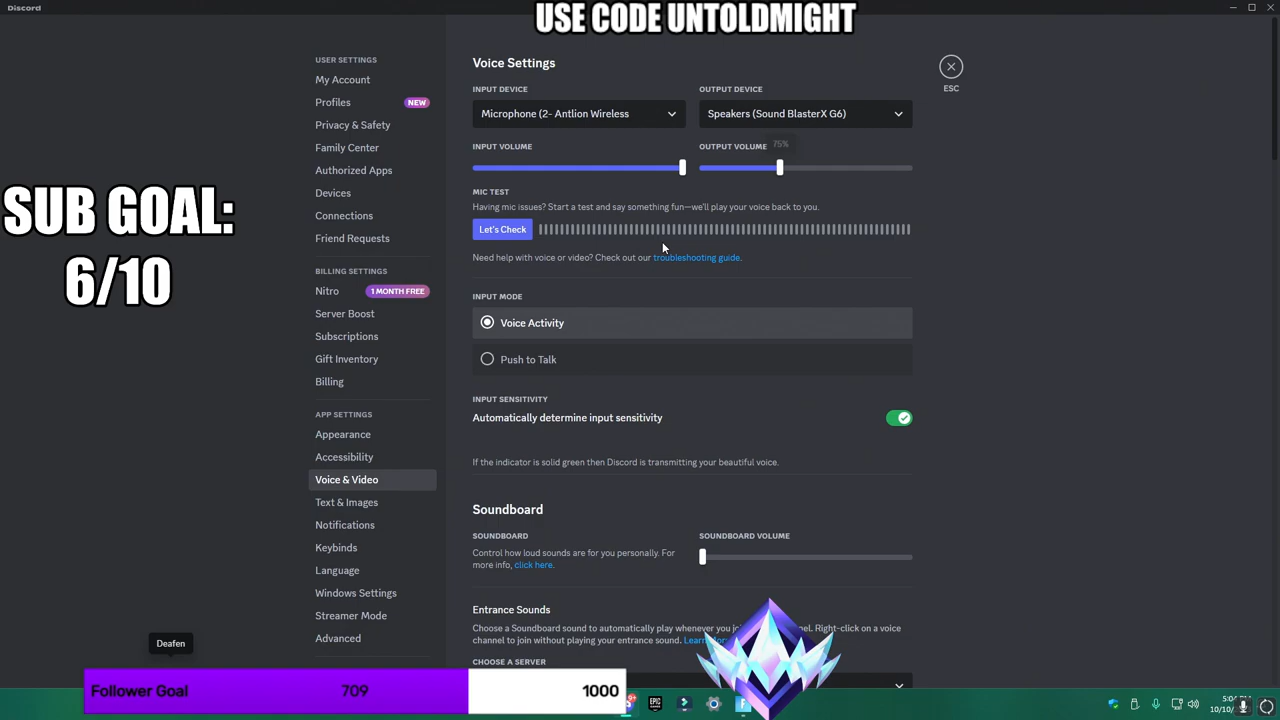 Discord
USE CODE UNTOLDMIGHT
SUB GOAL:
6/10
USER SETTINGS
My Account
Profiles NEW
Privacy & Safety
Family Center
Authorized Apps
Devices
Connections
Friend Requests
BILLING SETTINGS
Nitro 1 MONTH FREE
Server Boost
Subscriptions
Gift Inventory
Billing
APP SETTINGS
Appearance
Accessibility
Voice & Video
Text & Images
Notifications
Keybinds
Language
Windows Settings
Streamer Mode
Advanced
Voice Settings
ESC
INPUT DEVICE
Microphone (2- Antlion Wireless
OUTPUT DEVICE
Speakers (Sound BlasterX G6)
INPUT VOLUME
OUTPUT VOLUME
75%
MIC TEST
Having mic issues? Start a test and say something fun—we'll play your voice back to you.
Let's Check
Need help with voice or video? Check out our troubleshooting guide.
INPUT MODE
Voice Activity
Push to Talk
INPUT SENSITIVITY
Automatically determine input sensitivity
If the indicator is solid green then Discord is transmitting your beautiful voice.
Soundboard
SOUNDBOARD
Control how loud sounds are for you personally. For
more info, click here.
SOUNDBOARD VOLUME
Entrance Sounds
Choose a Soundboard sound to automatically play whenever you nel. Right-click on a voice
channel to join without playing your entrance sound.
CHOOSE A SERVER
Deafen
Follower Goal 709 1000
EPIC